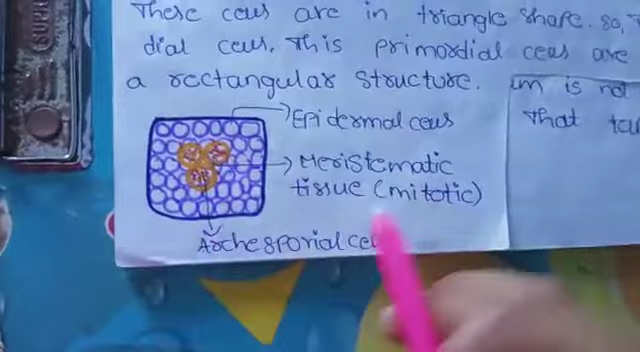 These cells are in triangle shape. so,
dial cells. This primordial cells are
a rectangular structure.
um is not
that
Epidermal cells
Meristematic
tissue (mitotic)
Archesporial